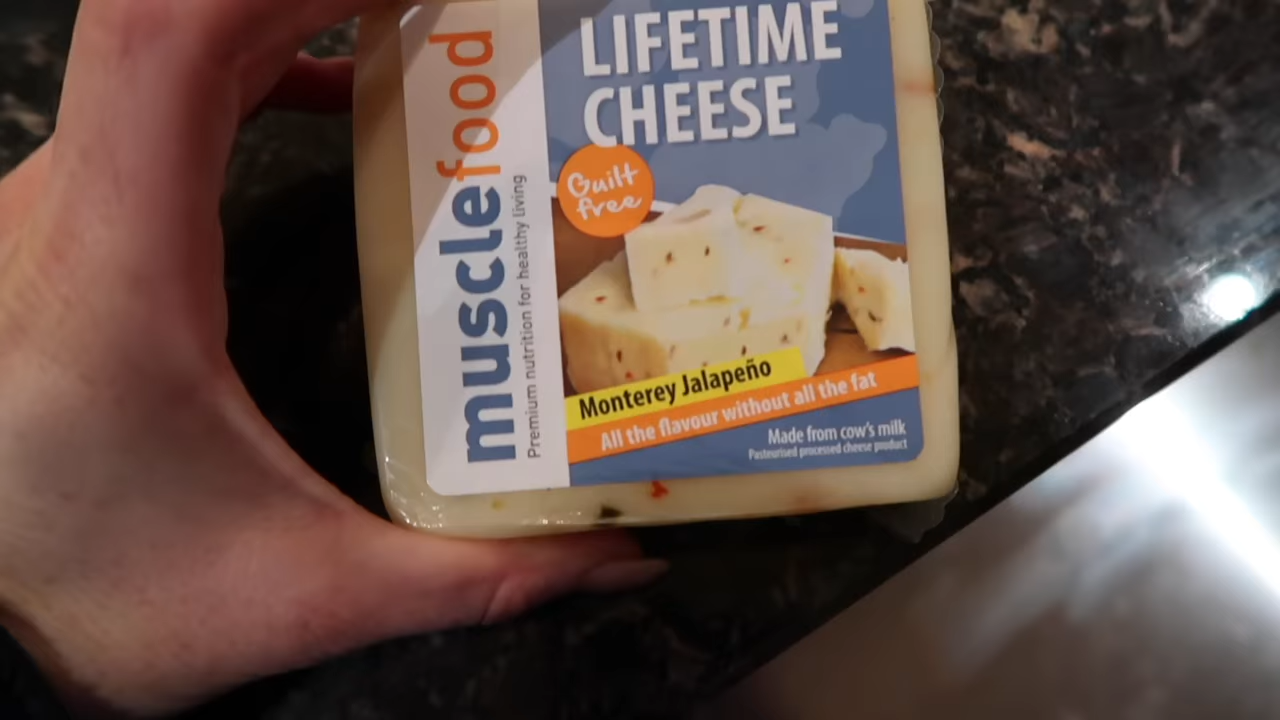 musclefood
Premium nutrition for healthy living
LIFETIME
CHEESE
Guilt
free
Monterey Jalapeño
All the flavour without all the fat
Made from cow's milk
Pasteurised processed cheese product